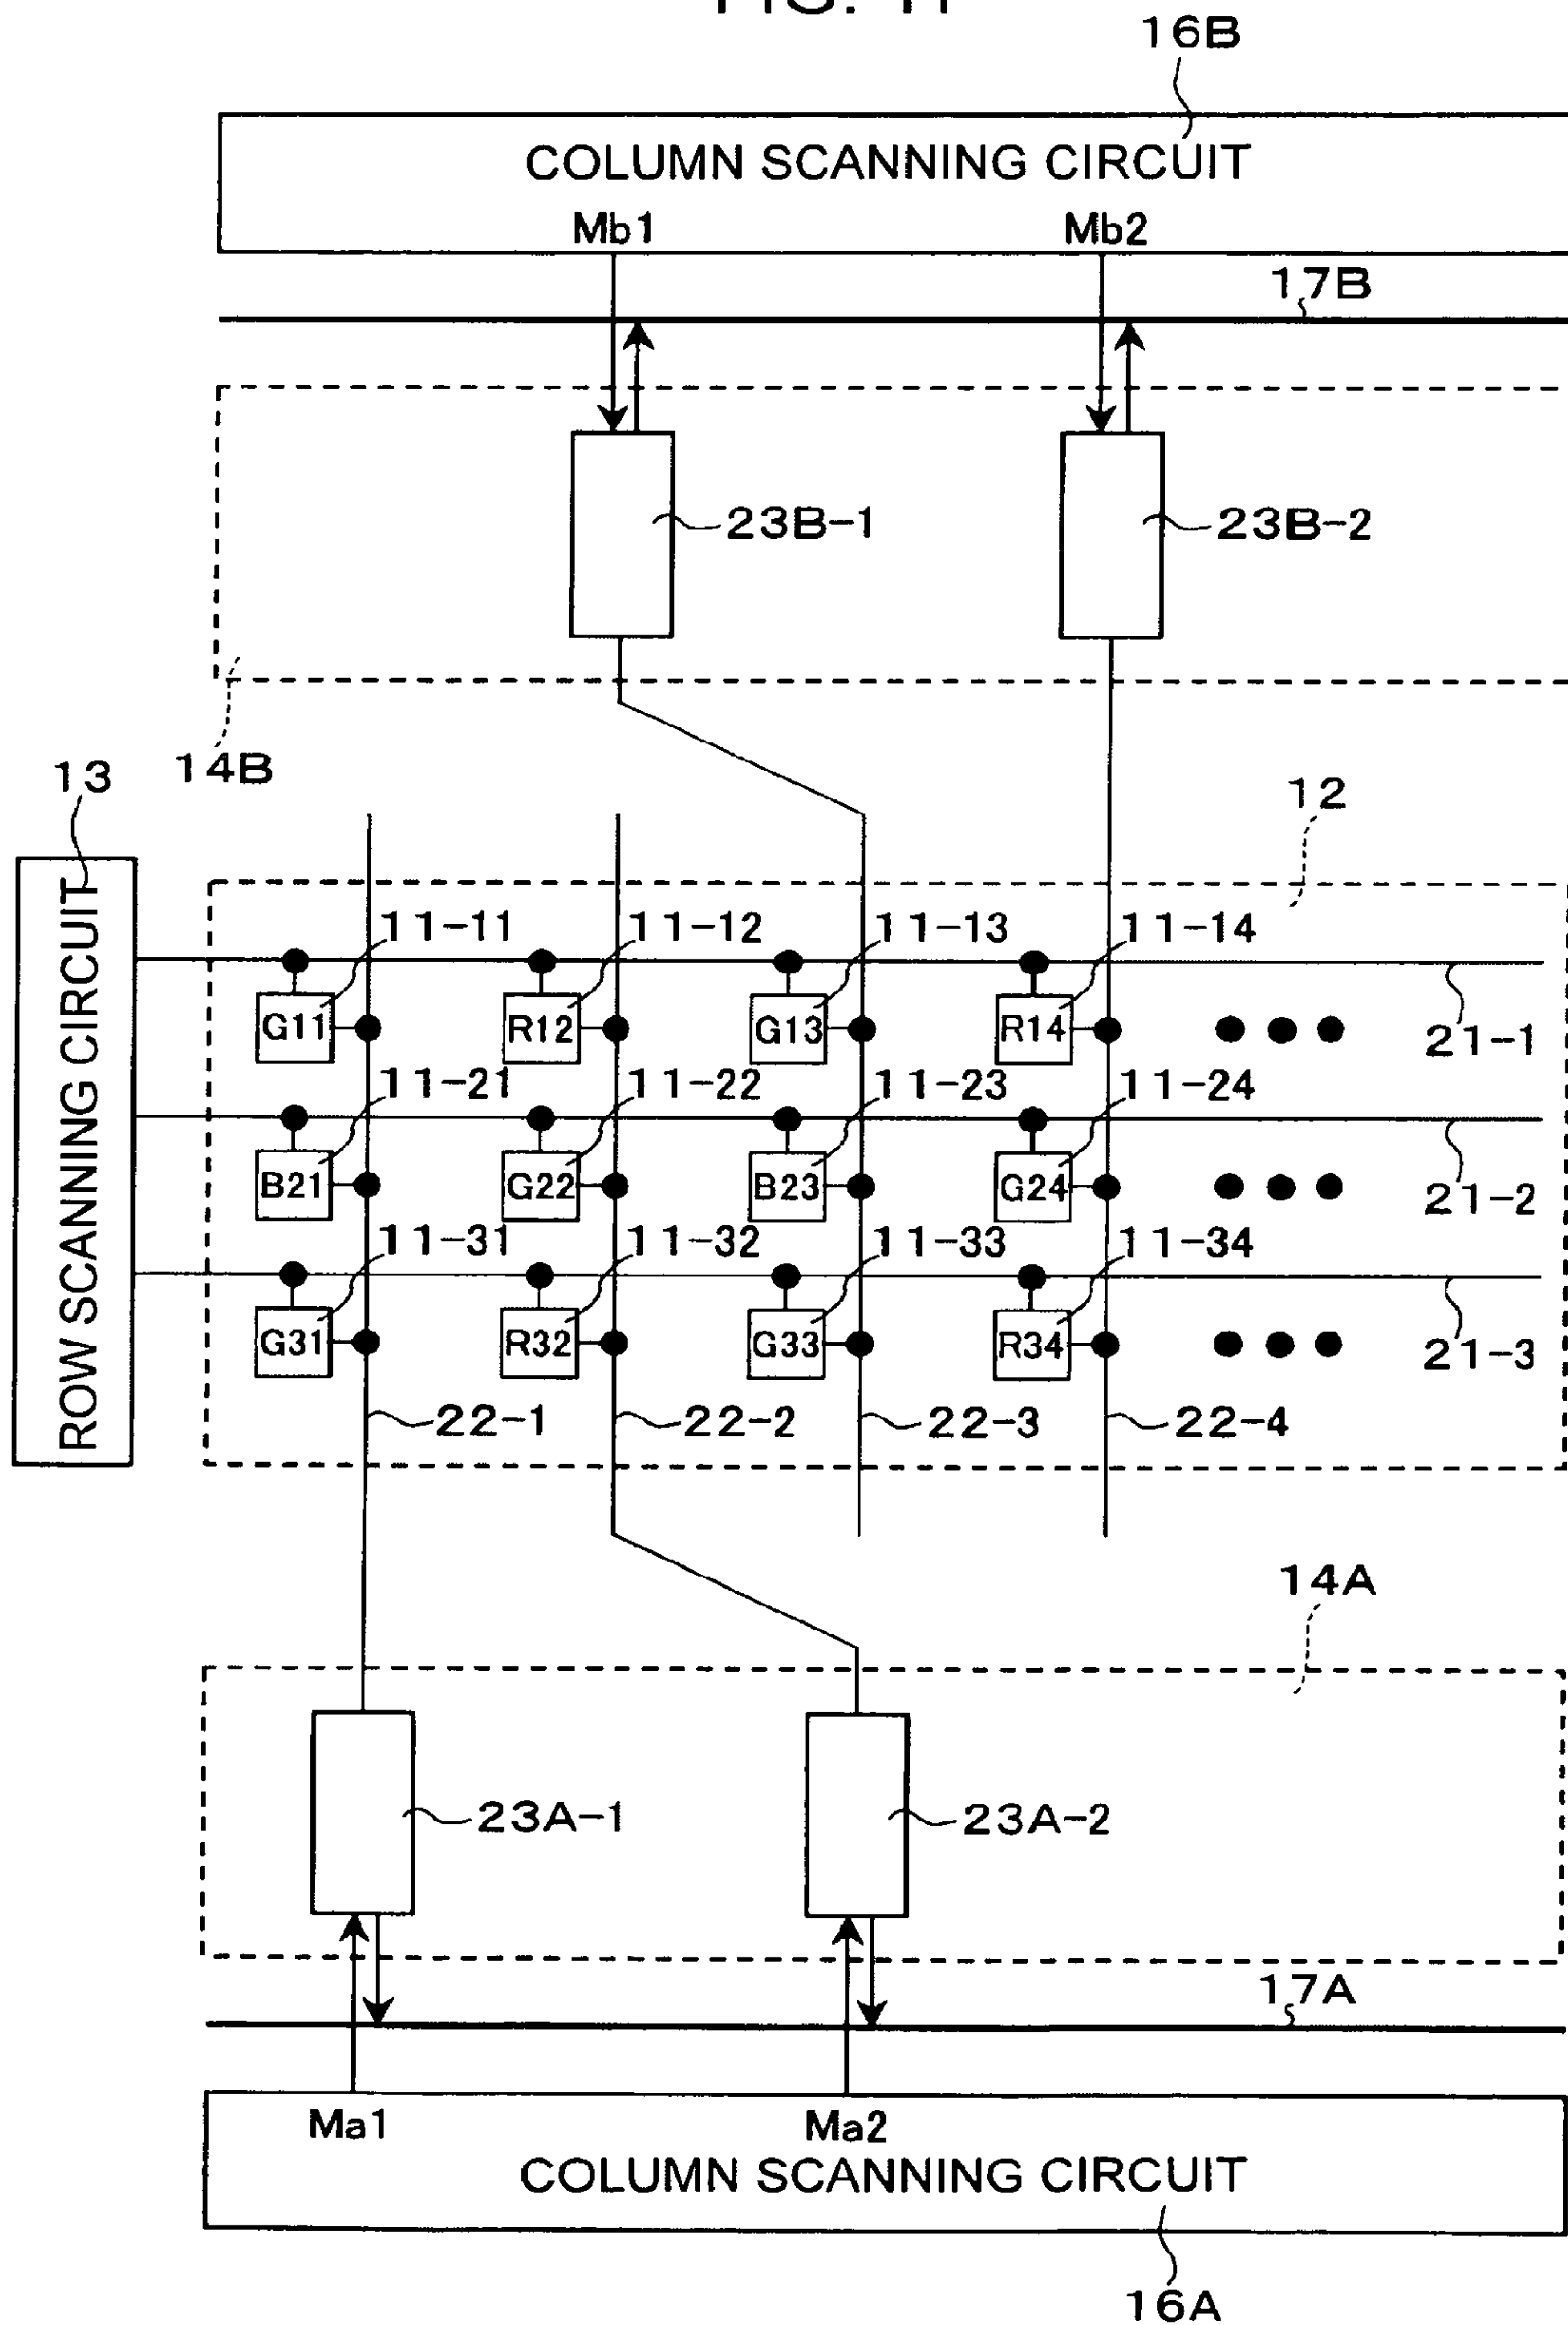 16B
COLUMN SCANNING CIRCUIT
Mb1 Mb2
17B
23B-1 23B-2
14B
13
12
ROW SCANNING CIRCUIT
11-11 11-12 11-13 11-14
G11 R12 G13 R14
21-1
11-21 11-22 11-23 11-24
B21 G22 B23 G24
21-2
11-31 11-32 11-33 11-34
G31 R32 G33 R34
21-3
22-1 22-2 22-3 22-4
14A
23A-1 23A-2
17A
Ma1 Ma2
COLUMN SCANNING CIRCUIT
16A